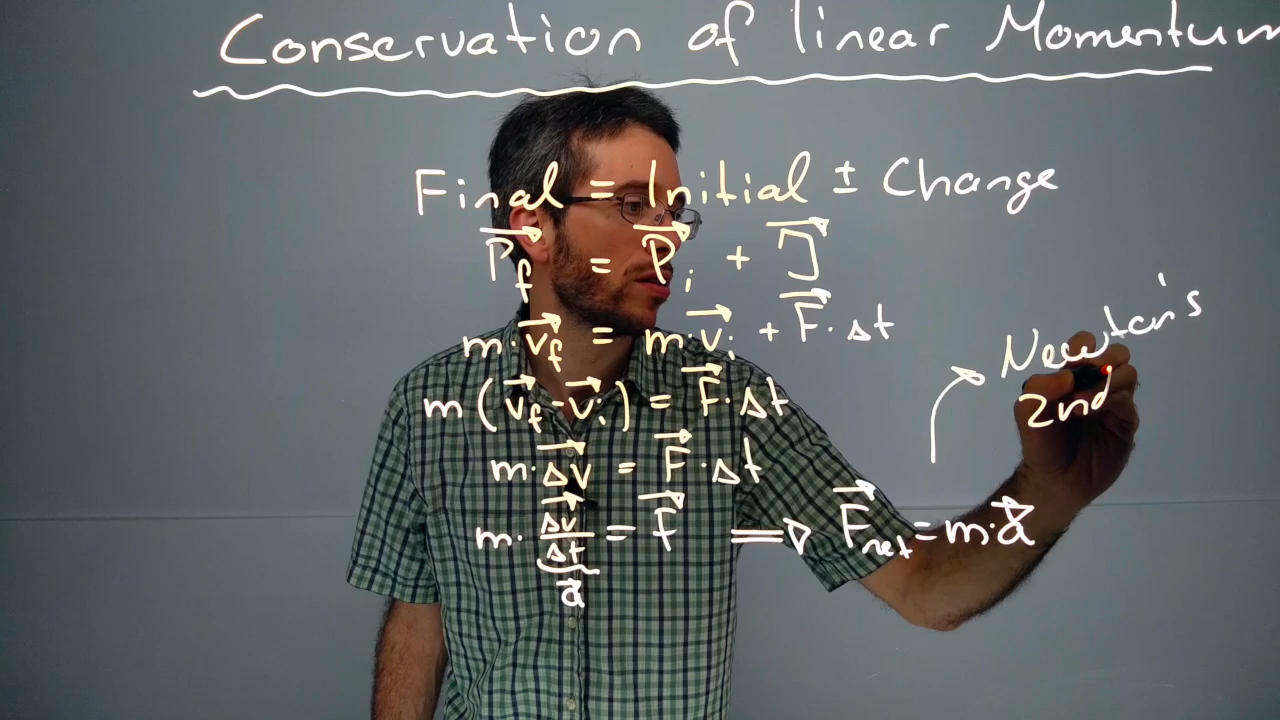 Conservation of linear Momentum
Final = Initial ± Change
P⃗f = P⃗i + J⃗
m·v⃗f = m·v⃗i + F⃗·Δt
m(v⃗f-v⃗i) = F⃗·Δt
m·Δv⃗ = F⃗·Δt
m·Δv⃗/Δt = F⃗ ⇒ F⃗net = m·a⃗
a⃗
Newton's
2nd